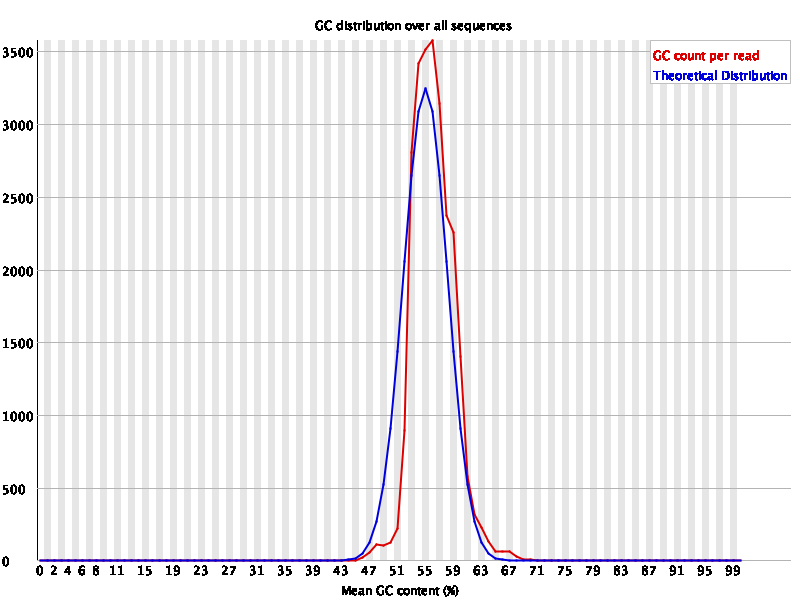 GC distribution over all sequences
GC count per read
Theoretical Distribution
3500
3000
2500
2000
1500
1000
500
0
0 2 4 6 8 11 15 19 23 27 31 35 39 43 47 51 55 59 63 67 71 75 79 83 87 91 95 99
Mean GC content (%)